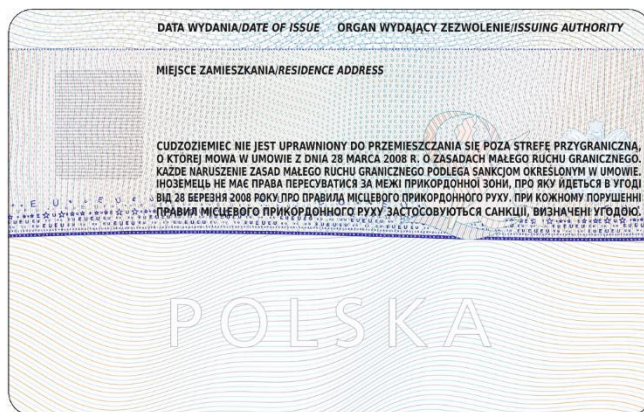 DATA WYDANIA/DATE OF ISSUE ORGAN WYDAJĄCY ZEZWOLENIE/ISSUING AUTHORITY
MIEJSCE ZAMIESZKANIA/RESIDENCE ADDRESS
CUDZOZIEMIEC NIE JEST UPRAWNIONY DO PRZEMIESZCZANIA SIĘ POZA STREFĘ PRZYGRANICZNĄ,
O KTÓREJ MOWA W UMOWIE Z DNIA 28 MARCA 2008 R. O ZASADACH MAŁEGO RUCHU GRANICZNEGO.
KAŻDE NARUSZENIE ZASAD MAŁEGO RUCHU GRANICZNEGO PODLEGA SANKCJOM OKREŚLONYM W UMOWIE.
ІНОЗЕМЕЦЬ НЕ МАЄ ПРАВА ПЕРЕСУВАТИСЯ ЗА МЕЖІ ПРИКОРДОННОЇ ЗОНИ, ПРО ЯКУ ЙДЕТЬСЯ В УГОДІ
ВІД 28 БЕРЕЗНЯ 2008 РОКУ ПРО ПРАВИЛА МІСЦЕВОГО ПРИКОРДОННОГО РУХУ. ПРИ КОЖНОМУ ПОРУШЕННІ
ПРАВИЛ МІСЦЕВОГО ПРИКОРДОННОГО РУХУ ЗАСТОСОВУЮТЬСЯ САНКЦІЇ, ВИЗНАЧЕНІ УГОДОЮ.
POLSKA